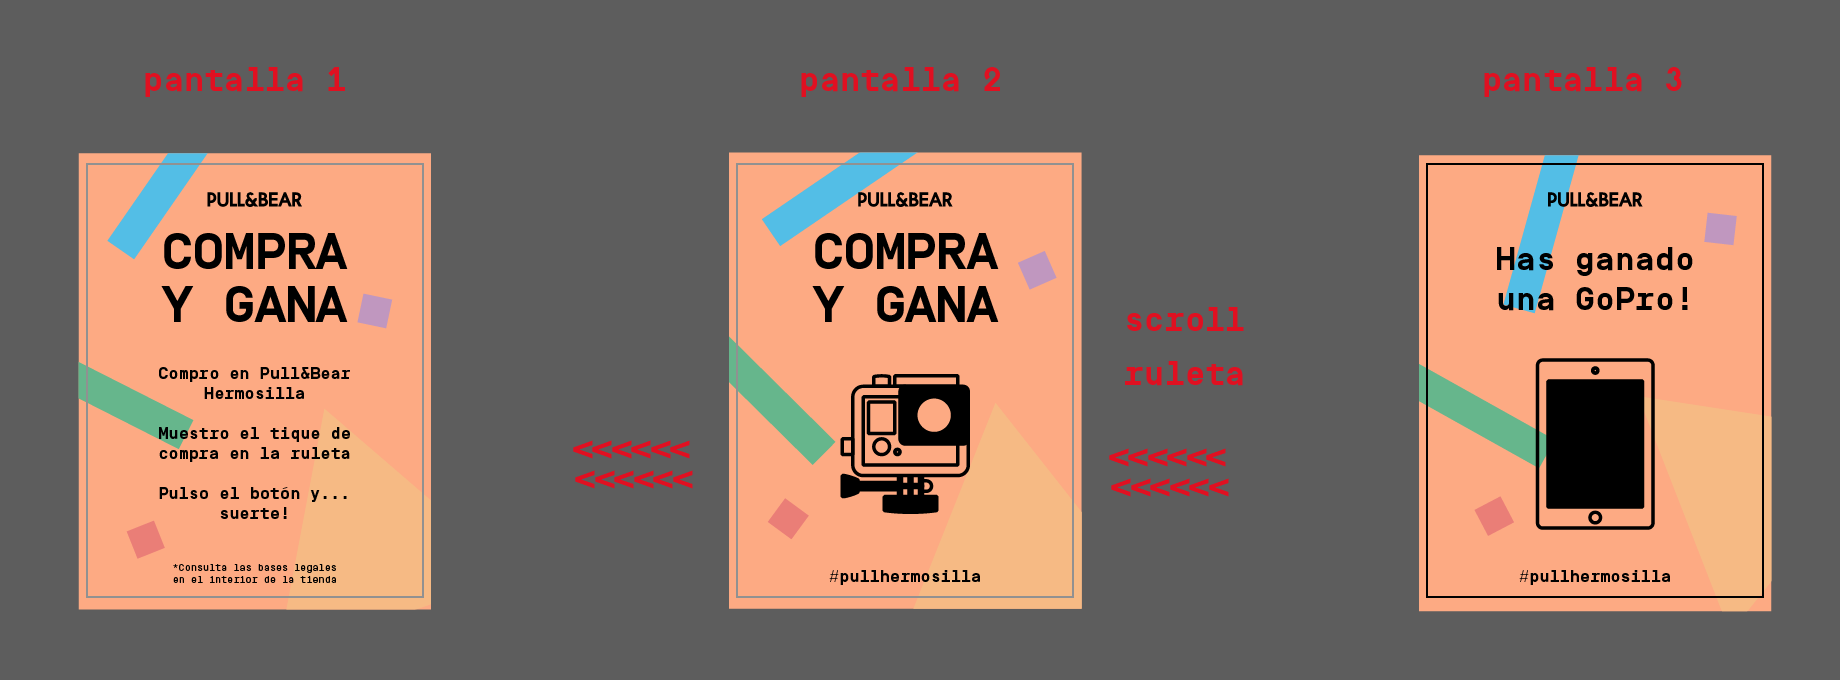 pantalla 1
PULL&BEAR
COMPRA
Y GANA
Compro en Pull&Bear
Hermosilla
Muestro el tique de
compra en la ruleta
Pulso el botón y...
suerte!
*Consulta las bases legales
en el interior de la tienda
<<<<<<
<<<<<<
pantalla 2
PULL&BEAR
COMPRA
Y GANA
#pullhermosilla
scroll
ruleta
<<<<<<
<<<<<<
pantalla 3
PULL&BEAR
Has ganado
una GoPro!
#pullhermosilla